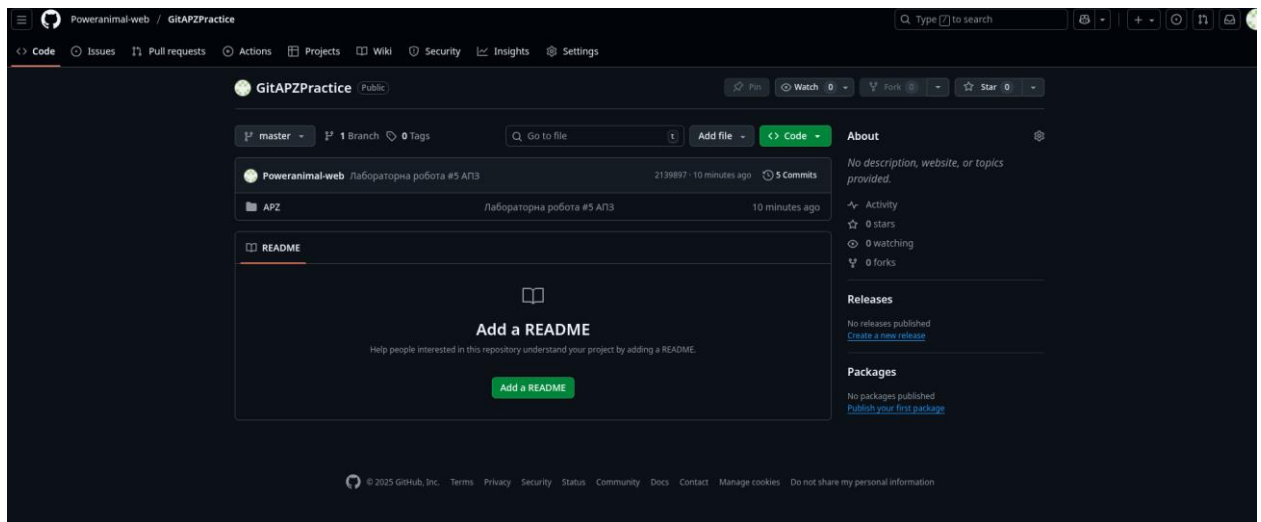 Poweranimal-web / GitAPZPractice
Type / to search
Code Issues Pull requests Actions Projects Wiki Security Insights Settings
GitAPZPractice Public
Pin Watch 0 Fork 0 Star 0
master 1 Branch 0 Tags Go to file t Add file Code
Poweranimal-web Лабораторна робота #5 АПЗ 2139897 · 10 minutes ago 5 Commits
APZ Лабораторна робота #5 АПЗ 10 minutes ago
README
Add a README
Help people interested in this repository understand your project by adding a README.
Add a README
About
No description, website, or topics
provided.
Activity
0 stars
0 watching
0 forks
Releases
No releases published
Create a new release
Packages
No packages published
Publish your first package
© 2025 GitHub, Inc. Terms Privacy Security Status Community Docs Contact Manage cookies Do not share my personal information